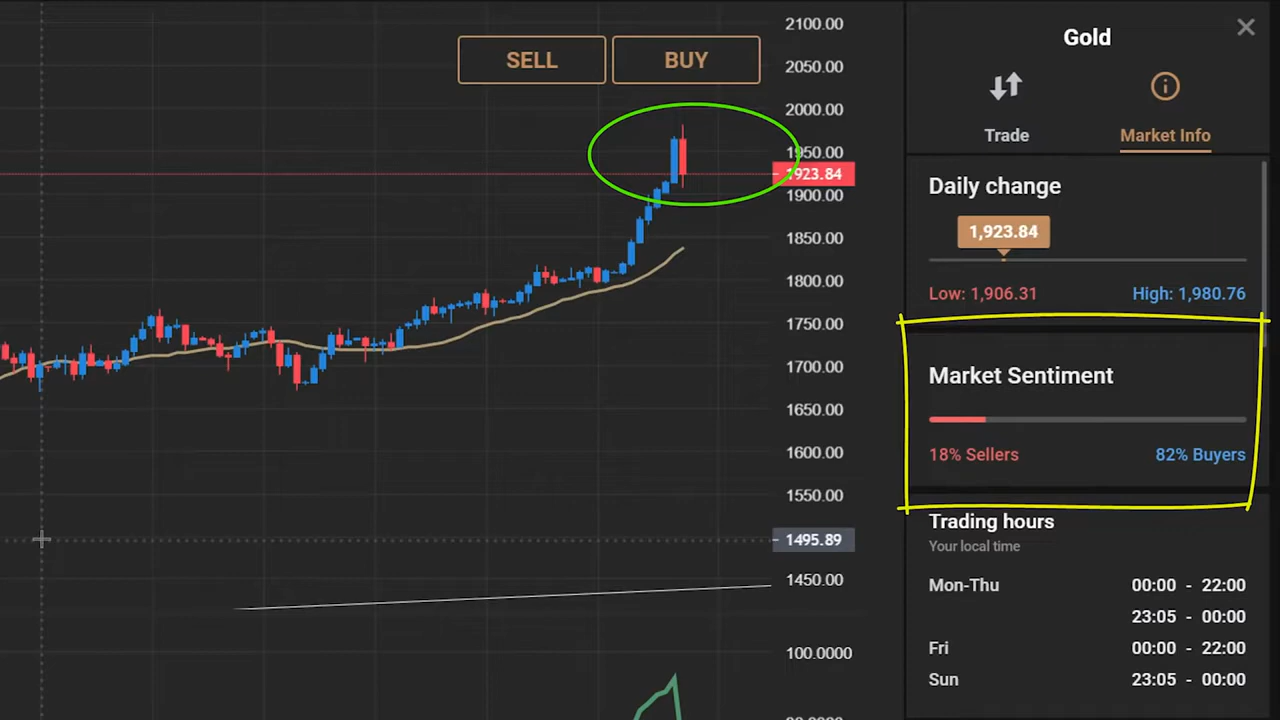 SELL BUY
2100.00
2050.00
2000.00
1950.00
1923.84
1900.00
1850.00
1800.00
1750.00
1700.00
1650.00
1600.00
1550.00
1495.89
1450.00
100.0000
Gold
Trade Market Info
Daily change
1,923.84
Low: 1,906.31 High: 1,980.76
Market Sentiment
18% Sellers 82% Buyers
Trading hours
Your local time
Mon-Thu 00:00 - 22:00
23:05 - 00:00
Fri 00:00 - 22:00
Sun 23:05 - 00:00